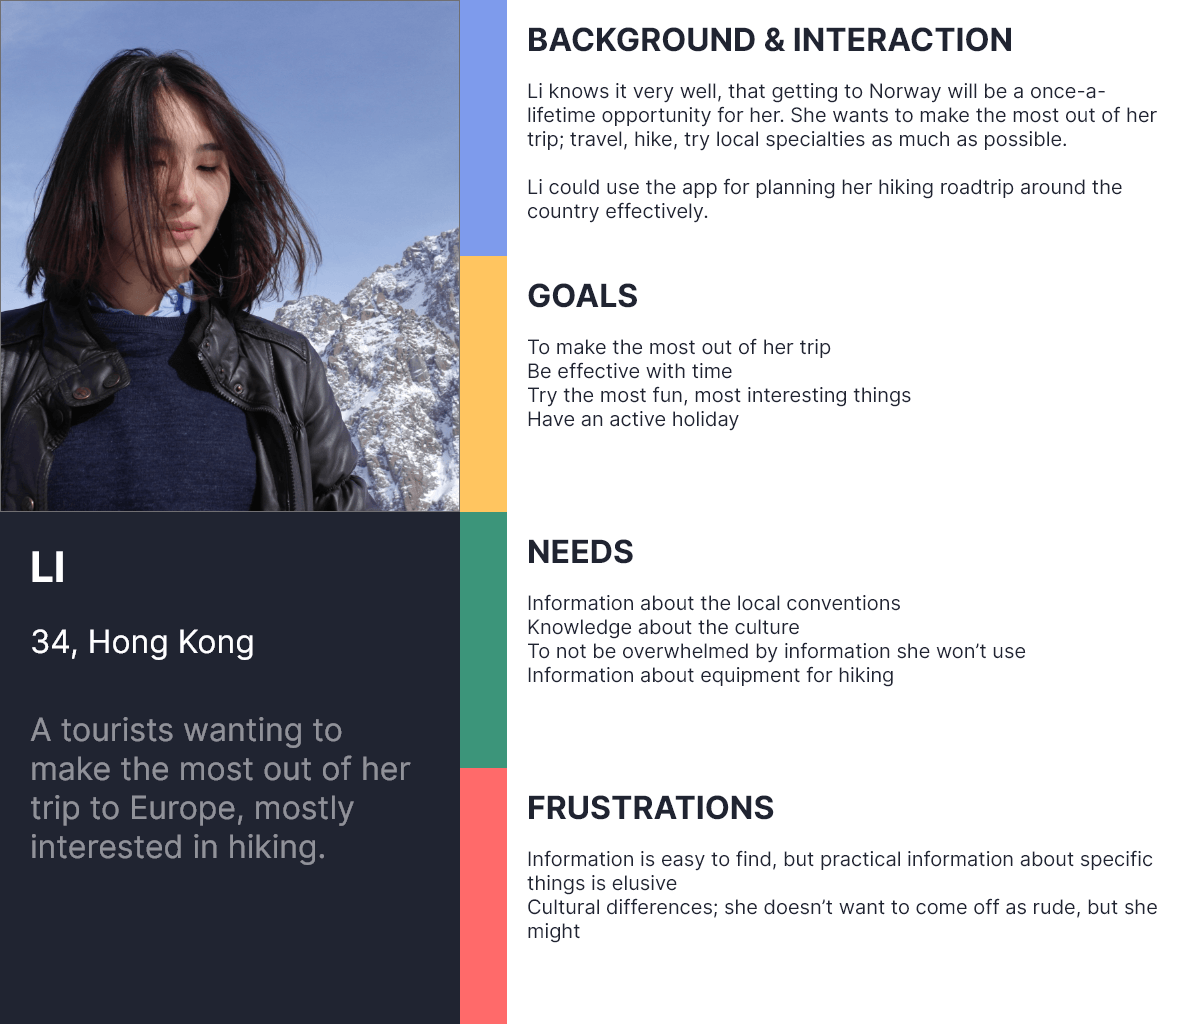 LI
34, Hong Kong
A tourists wanting to
make the most out of her
trip to Europe, mostly
interested in hiking.
BACKGROUND & INTERACTION
Li knows it very well, that getting to Norway will be a once-a-
lifetime opportunity for her. She wants to make the most out of her
trip; travel, hike, try local specialties as much as possible.
Li could use the app for planning her hiking roadtrip around the
country effectively.
GOALS
To make the most out of her trip
Be effective with time
Try the most fun, most interesting things
Have an active holiday
NEEDS
Information about the local conventions
Knowledge about the culture
To not be overwhelmed by information she won’t use
Information about equipment for hiking
FRUSTRATIONS
Information is easy to find, but practical information about specific
things is elusive
Cultural differences; she doesn’t want to come off as rude, but she
might